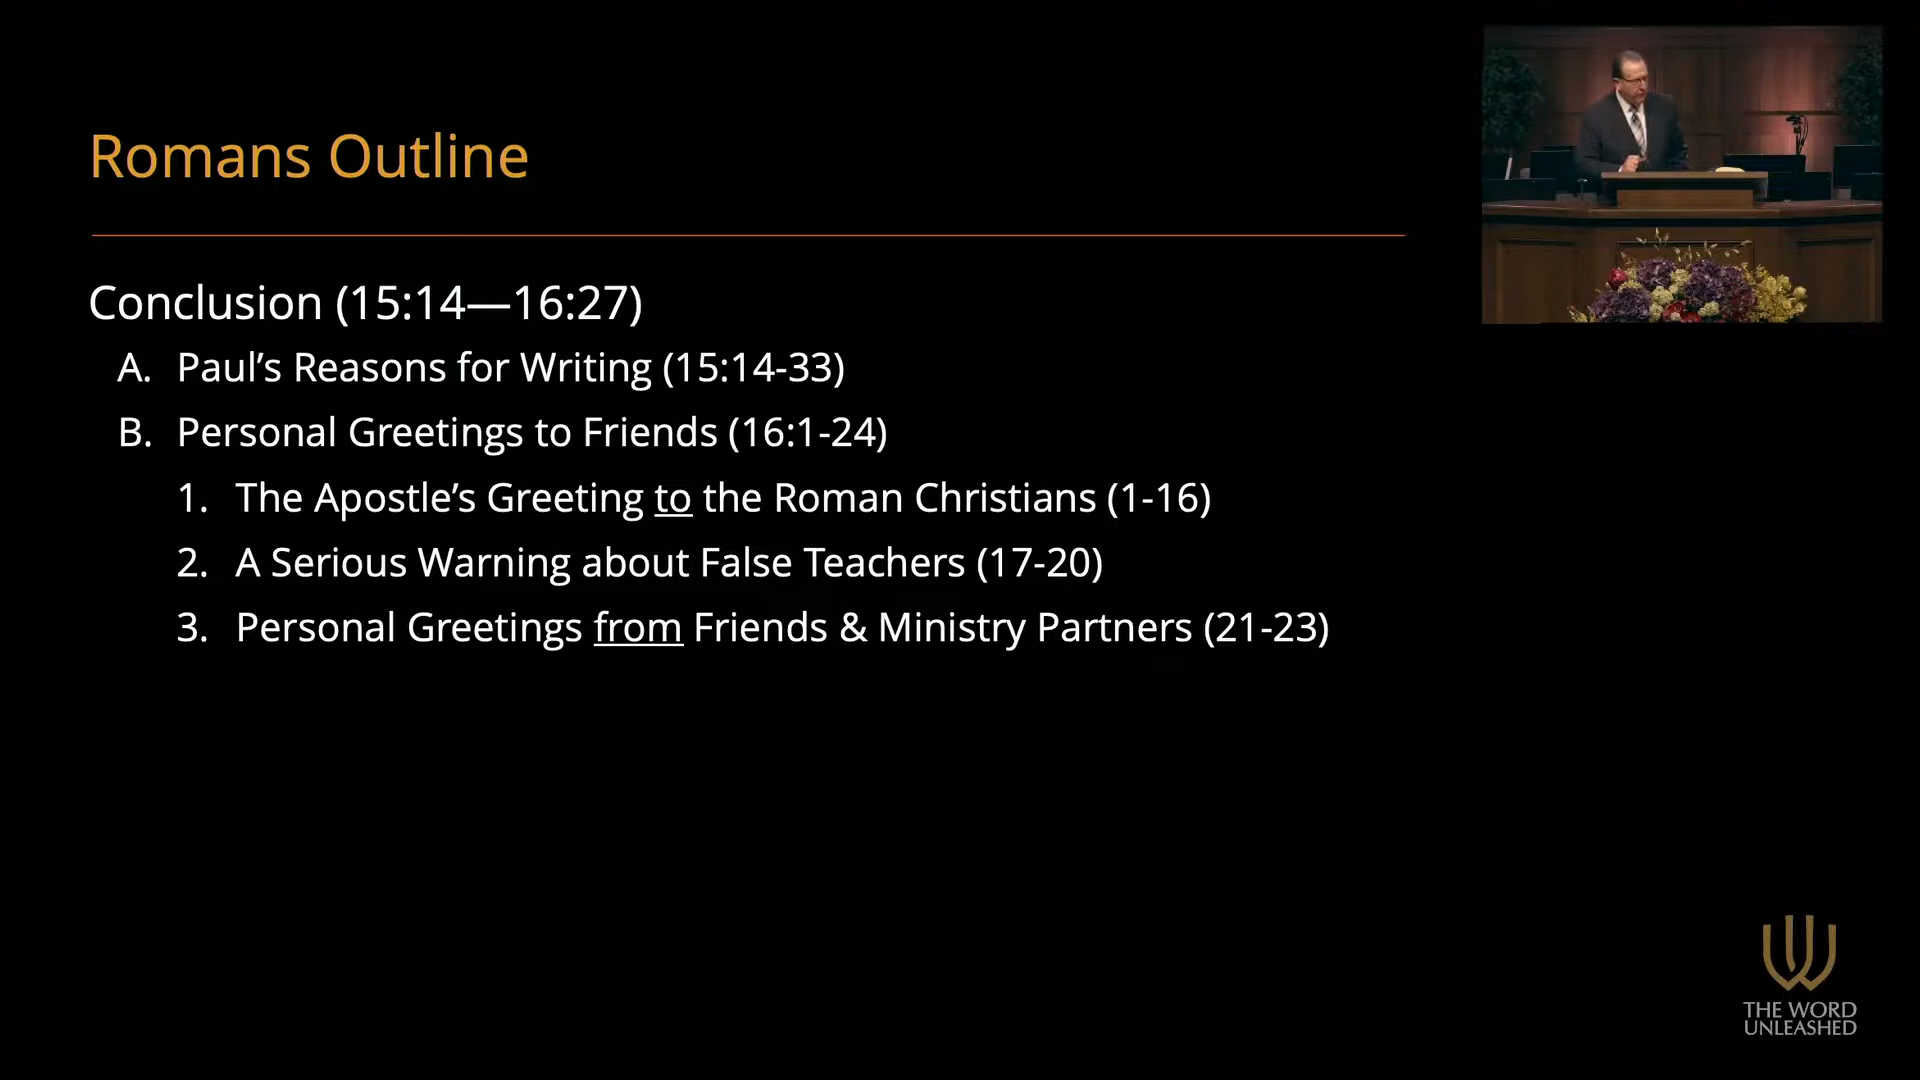 Romans Outline
Conclusion (15:14—16:27)
A. Paul’s Reasons for Writing (15:14-33)
B. Personal Greetings to Friends (16:1-24)
1. The Apostle’s Greeting to the Roman Christians (1-16)
2. A Serious Warning about False Teachers (17-20)
3. Personal Greetings from Friends & Ministry Partners (21-23)
THE WORD
UNLEASHED